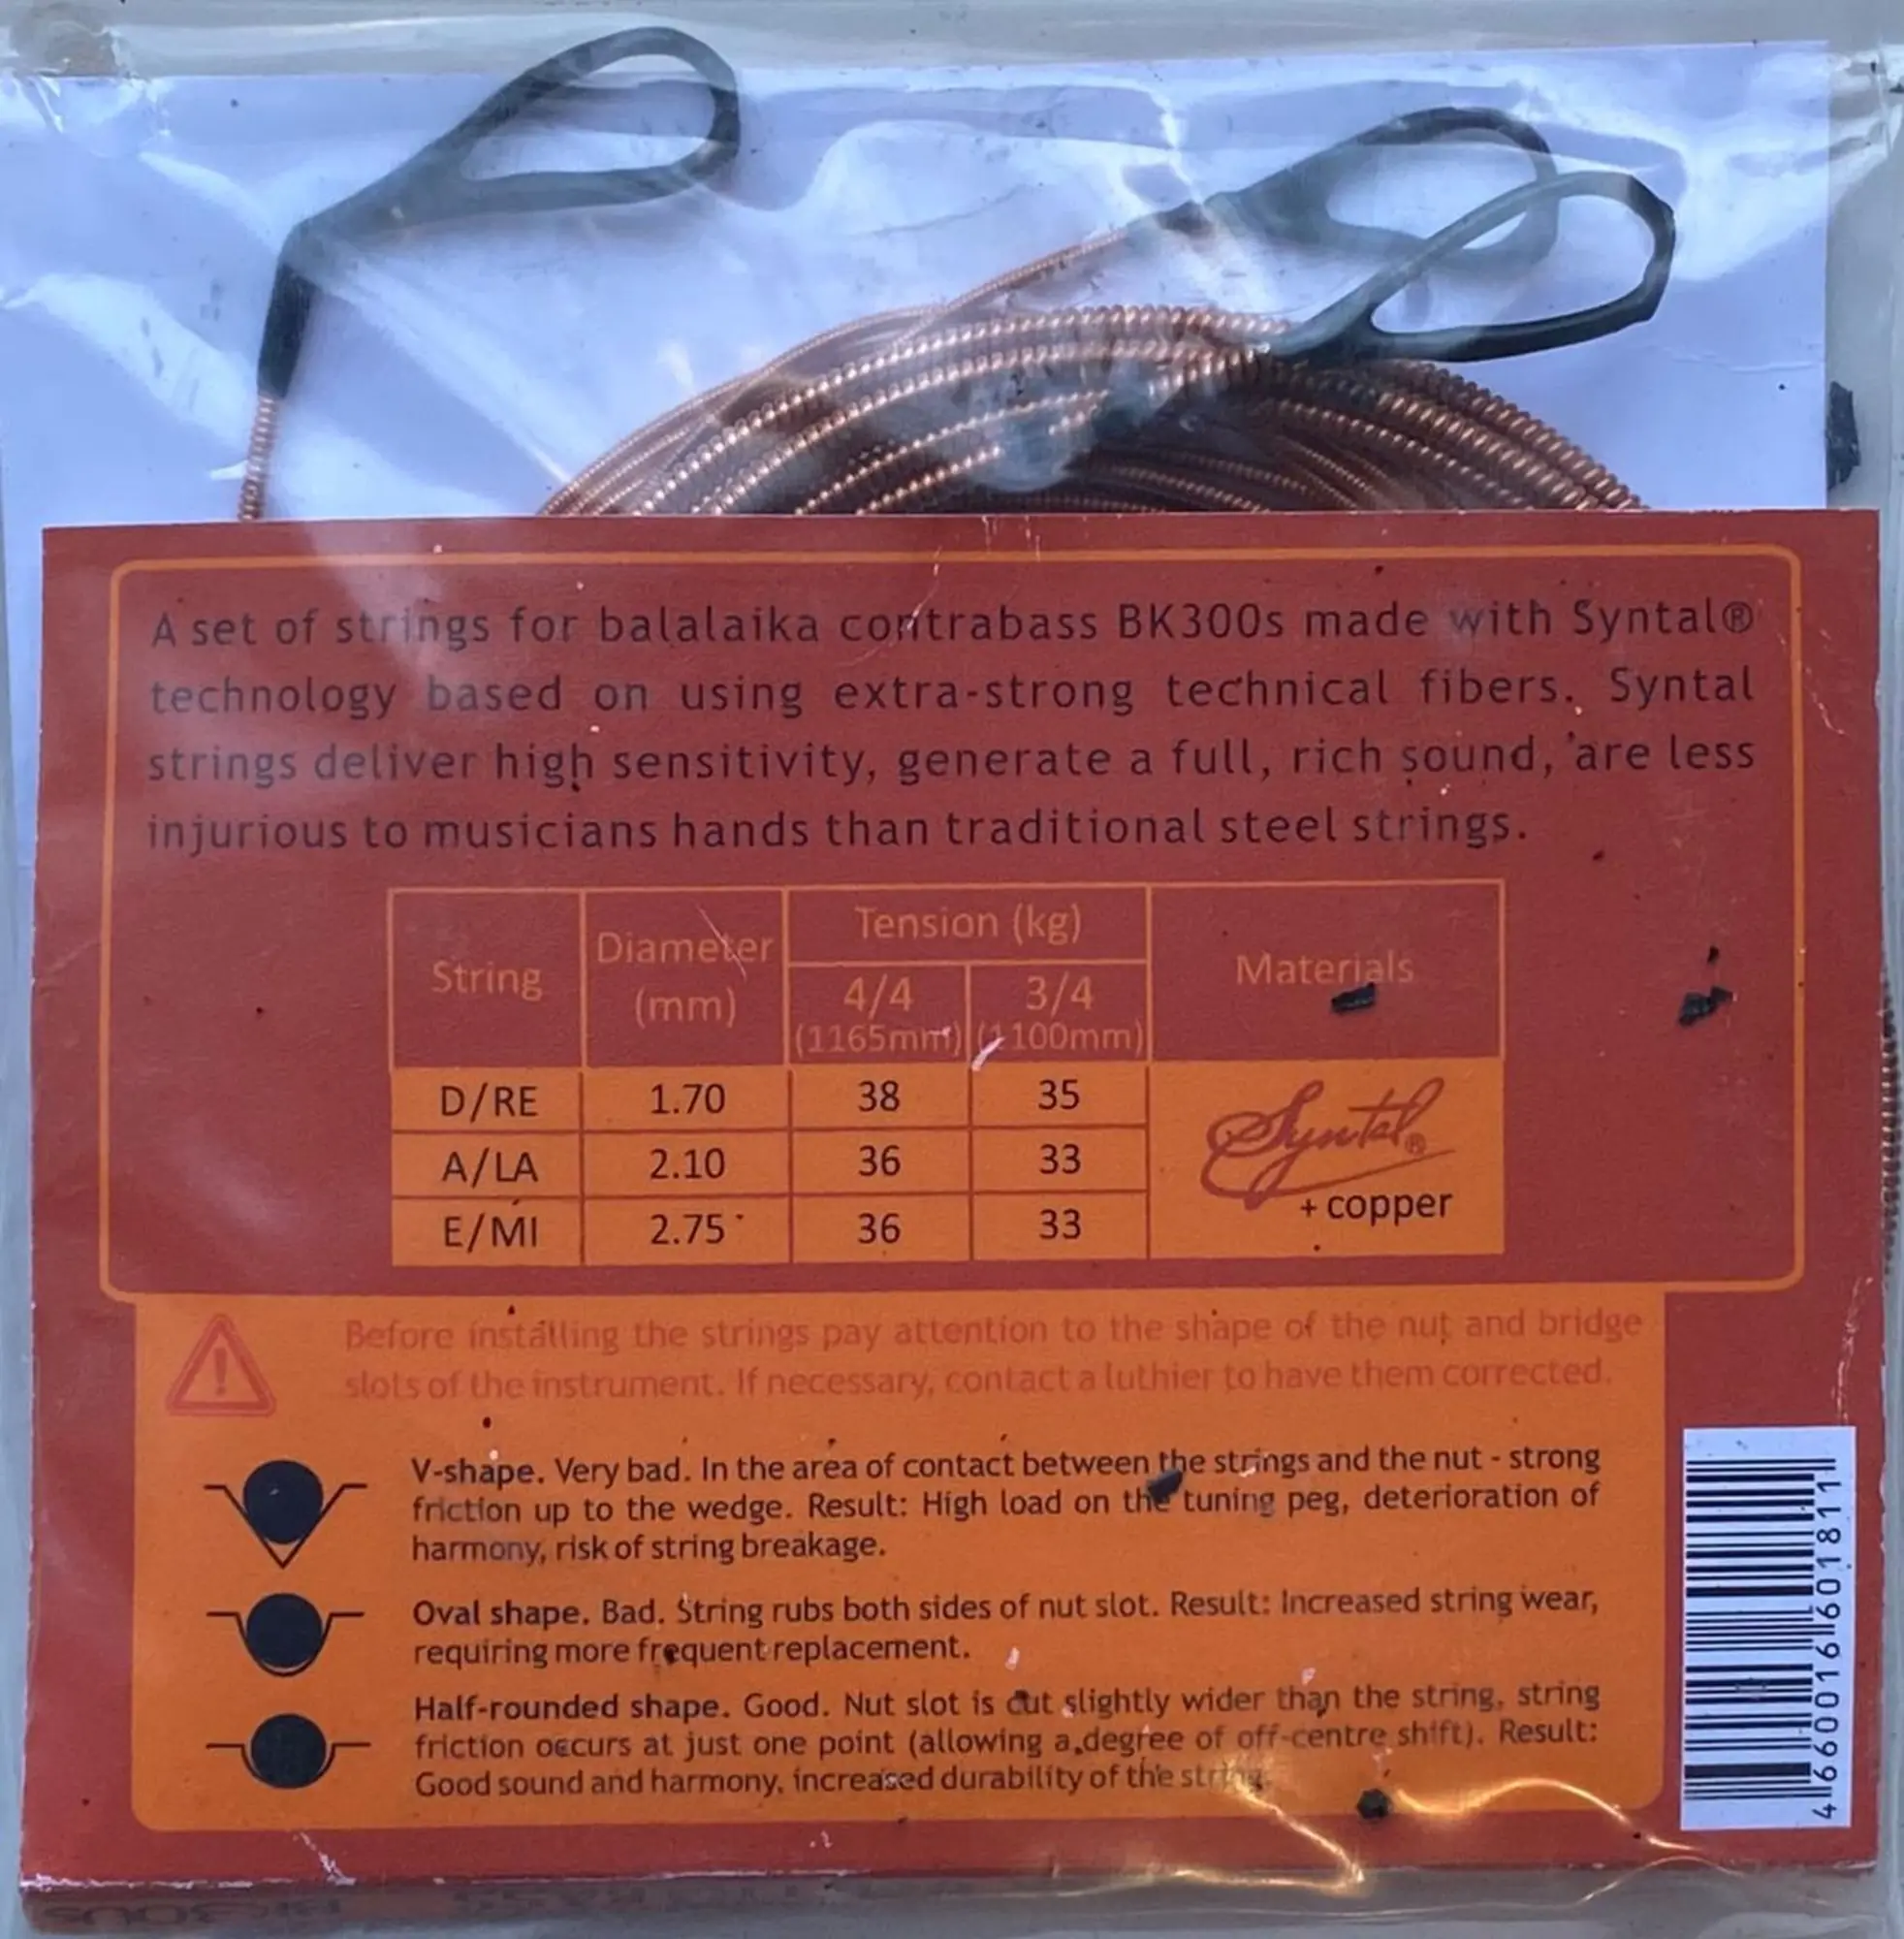 A set of strings for balalaika contrabass BK300s made with Syntal®
technology based on using extra-strong technical fibers. Syntal
strings deliver high sensitivity, generate a full, rich sound, are less
injurious to musicians hands than traditional steel strings.
String
Diameter
(mm)
Tension (kg)
4/4
(1165mm)
3/4
(1100mm)
Materials
D/RE 1.70 38 35
A/LA 2.10 36 33
E/MI 2.75 36 33
Syntal®
+ copper
Before installing the strings pay attention to the shape of the nut and bridge
slots of the instrument. If necessary, contact a luthier to have them corrected.
V-shape. Very bad. In the area of contact between the strings and the nut - strong
friction up to the wedge. Result: High load on the tuning peg, deterioration of
harmony, risk of string breakage.
Oval shape. Bad. String rubs both sides of nut slot. Result: Increased string wear,
requiring more frequent replacement.
Half-rounded shape. Good. Nut slot is cut slightly wider than the string, string
friction occurs at just one point (allowing a degree of off-centre shift). Result:
Good sound and harmony, increased durability of the string.
4660016601811